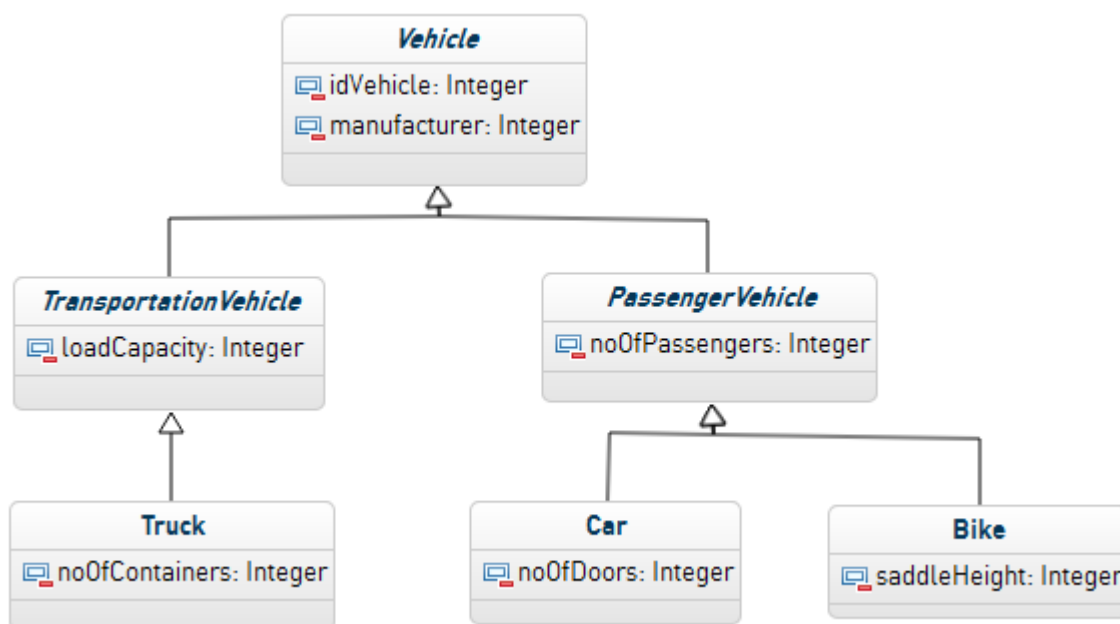 Vehicle
idVehicle: Integer
manufacturer: Integer
TransportationVehicle
loadCapacity: Integer
PassengerVehicle
noOfPassengers: Integer
Truck
noOfContainers: Integer
Car
noOfDoors: Integer
Bike
saddleHeight: Integer